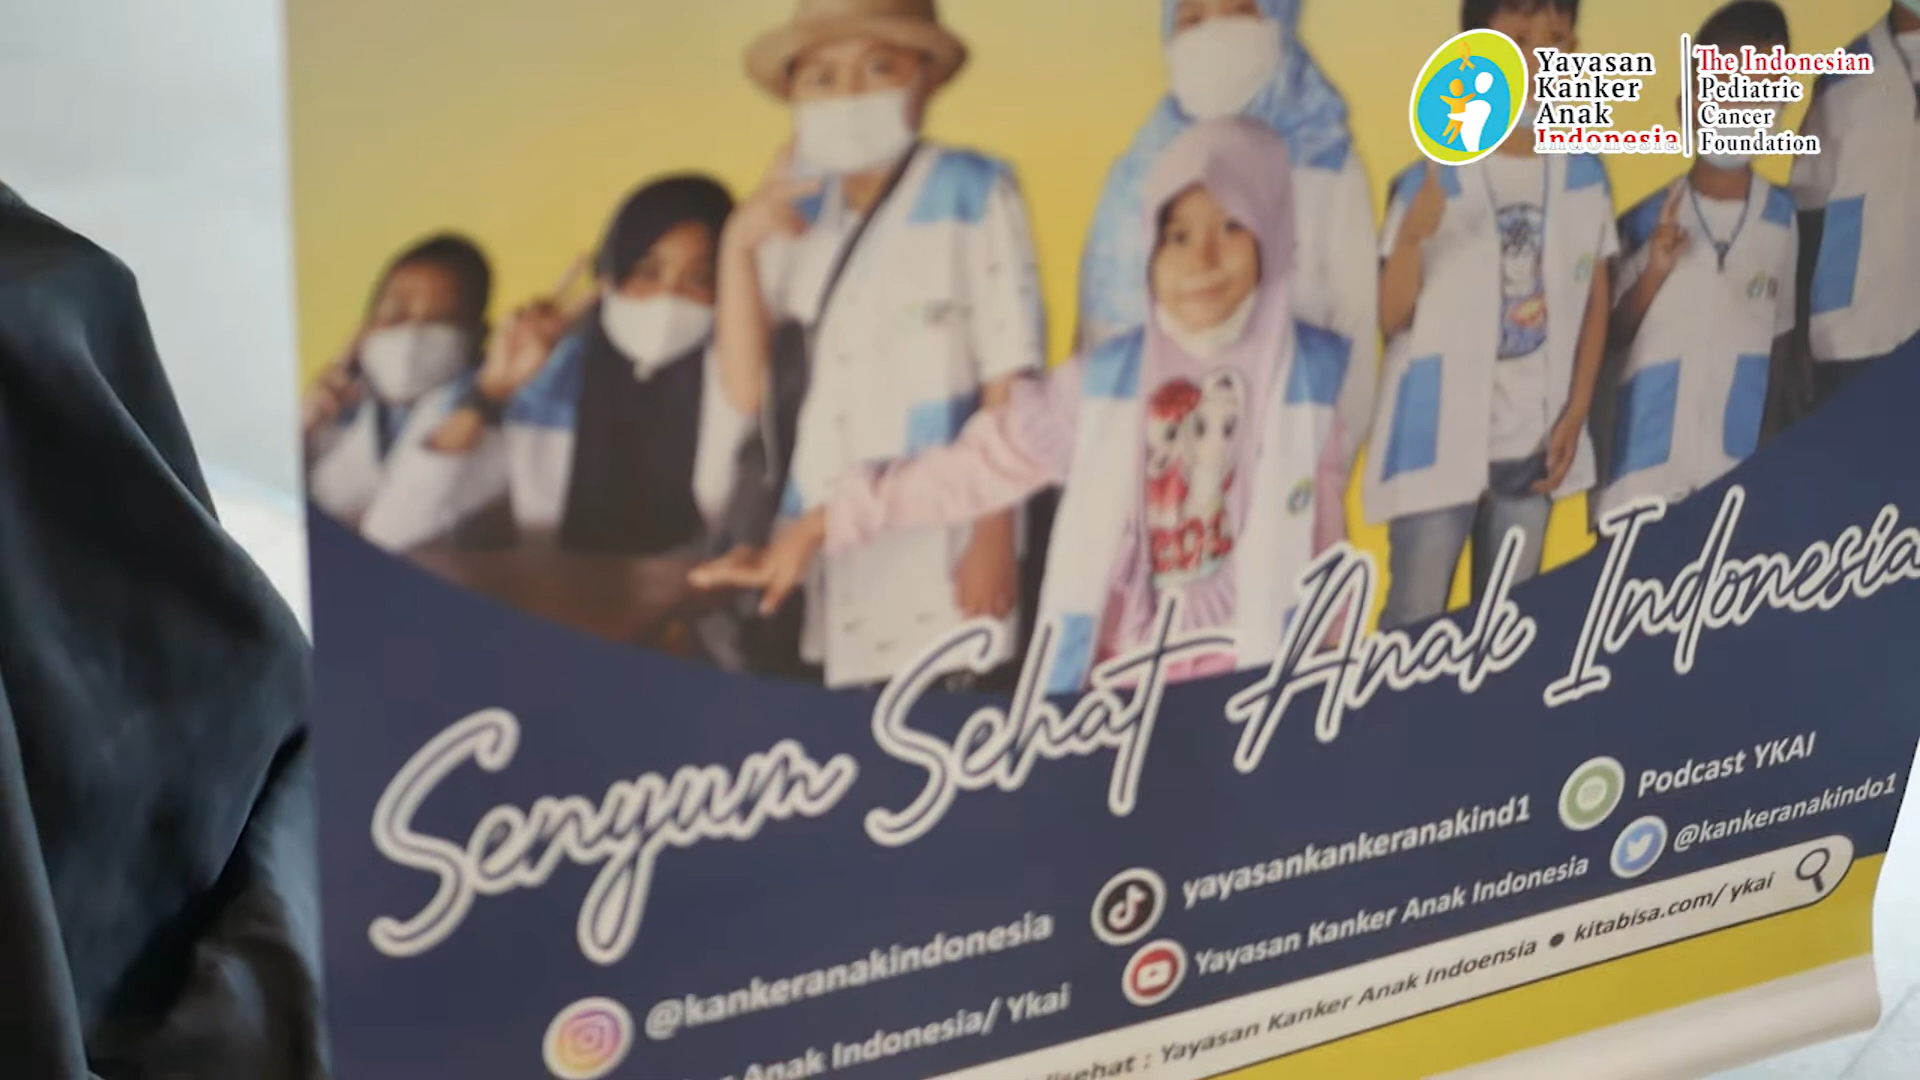 Yayasan
Kanker
Anak
Indonesia
The Indonesian
Pediatric
Cancer
Foundation
Senyum Sehat Anak Indonesia
@kankeranakindonesia
yayasankankeranakind1
Podcast YKAI
Anak Indonesia/ Ykai
Yayasan Kanker Anak Indonesia
@kankeranakindo1
: Yayasan Kanker Anak Indoensia • kitabisa.com/ ykai